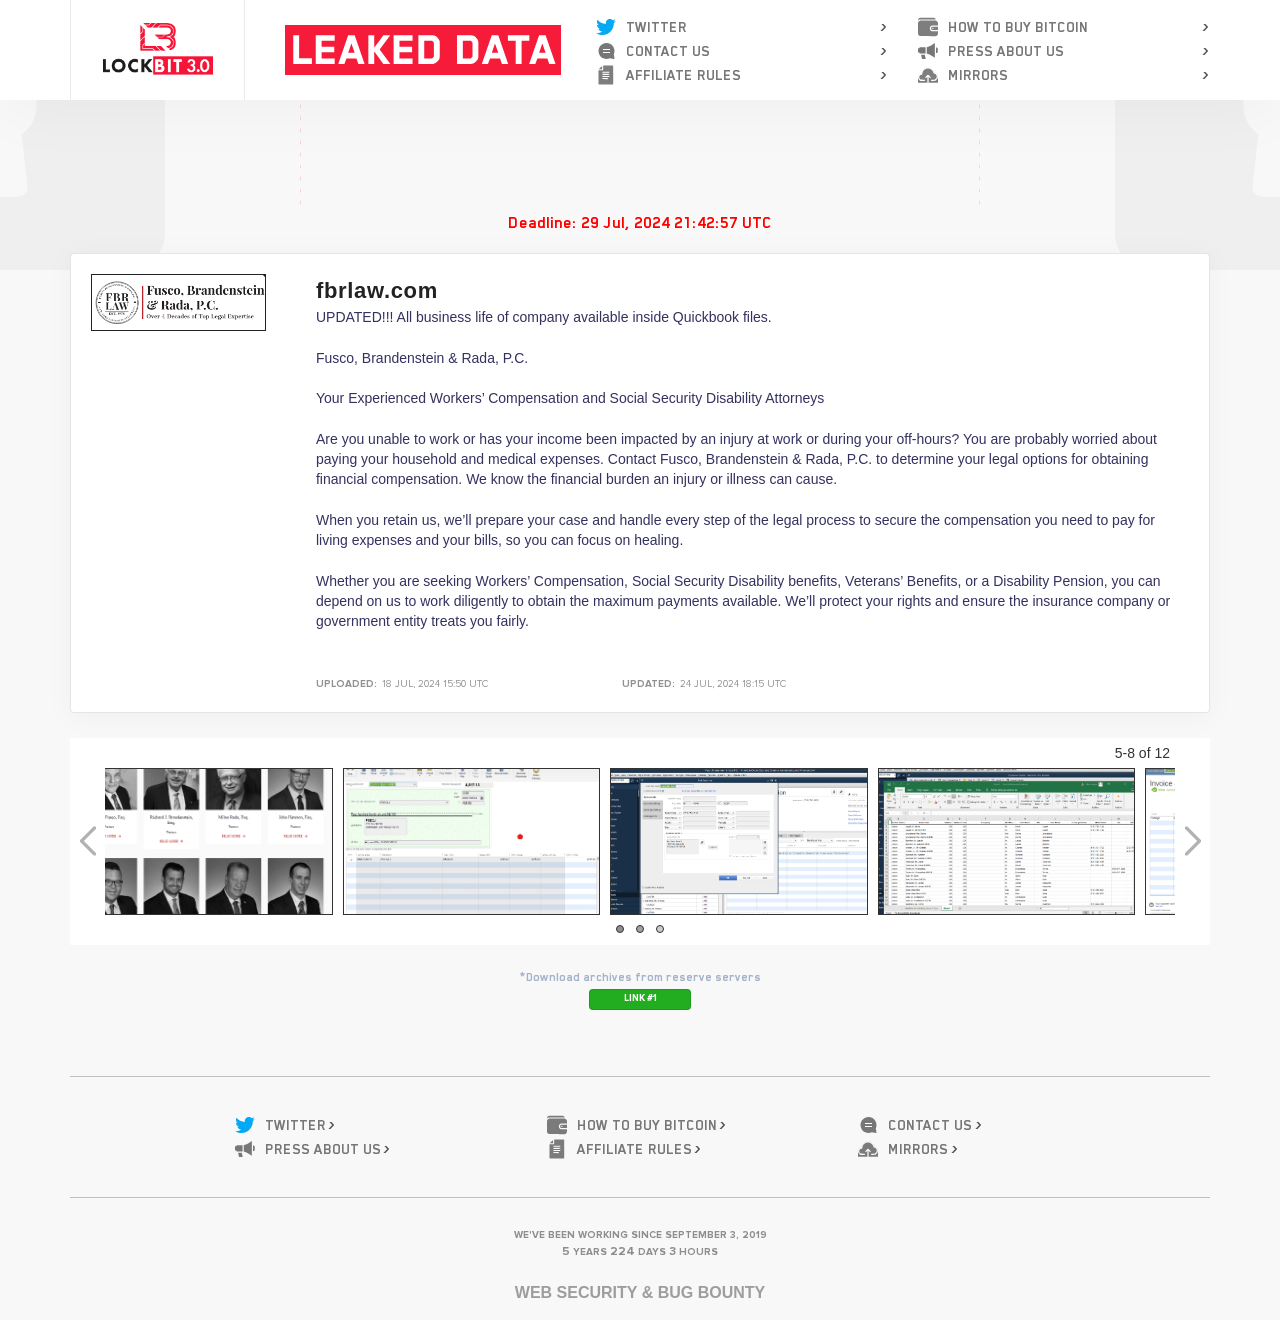 LOCKBIT 3.0
LEAKED DATA
TWITTER
CONTACT US
AFFILIATE RULES
HOW TO BUY BITCOIN
PRESS ABOUT US
MIRRORS
Deadline: 29 Jul, 2024 21:42:57 UTC
FBR
LAW
Fusco, Brandenstein
& Rada, P.C.
Over 4 Decades of Top Legal Expertise
fbrlaw.com
UPDATED!!! All business life of company available inside Quickbook files.
Fusco, Brandenstein & Rada, P.C.
Your Experienced Workers’ Compensation and Social Security Disability Attorneys
Are you unable to work or has your income been impacted by an injury at work or during your off-hours? You are probably worried about
paying your household and medical expenses. Contact Fusco, Brandenstein & Rada, P.C. to determine your legal options for obtaining
financial compensation. We know the financial burden an injury or illness can cause.
When you retain us, we’ll prepare your case and handle every step of the legal process to secure the compensation you need to pay for
living expenses and your bills, so you can focus on healing.
Whether you are seeking Workers’ Compensation, Social Security Disability benefits, Veterans’ Benefits, or a Disability Pension, you can
depend on us to work diligently to obtain the maximum payments available. We’ll protect your rights and ensure the insurance company or
government entity treats you fairly.
UPLOADED: 18 JUL, 2024 15:50 UTC
UPDATED: 24 JUL, 2024 18:15 UTC
5-8 of 12
Invoice
*Download archives from reserve servers
LINK #1
TWITTER
HOW TO BUY BITCOIN
CONTACT US
PRESS ABOUT US
AFFILIATE RULES
MIRRORS
WE'VE BEEN WORKING SINCE SEPTEMBER 3, 2019
5 YEARS 224 DAYS 3 HOURS
WEB SECURITY & BUG BOUNTY